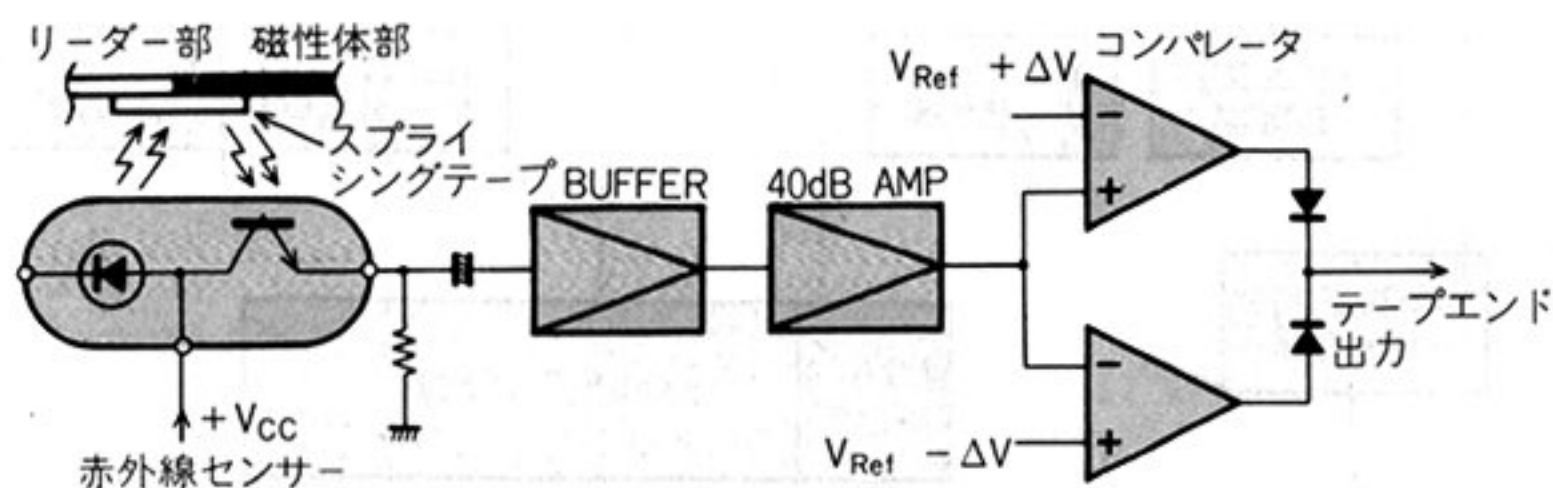 リーダー部 磁性体部
スプライ
シングテープ
BUFFER
40dB AMP
コンパレータ
VRef + ΔV
−
+
−
+
VRef − ΔV
テープエンド
出力
+ VCC
赤外線センサー